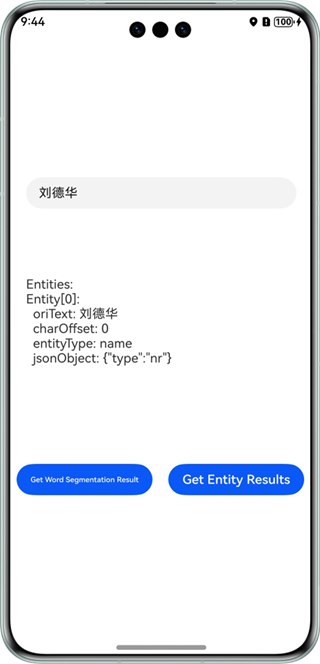 9:44
100
刘德华
Entities:
Entity[0]:
oriText: 刘德华
charOffset: 0
entityType: name
jsonObject: {"type":"nr"}
Get Word Segmentation Result
Get Entity Results